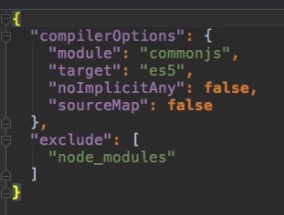 {
  "compilerOptions": {
    "module": "commonjs",
    "target": "es5",
    "noImplicitAny": false,
    "sourceMap": false
  },
  "exclude": [
    "node_modules"
  ]
}